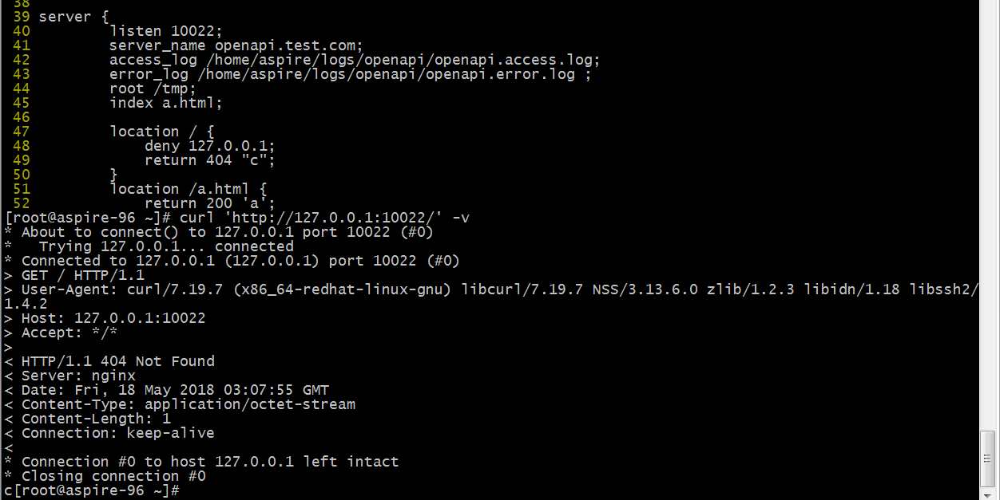 38
39 server {
40         listen 10022;
41         server_name openapi.test.com;
42         access_log /home/aspire/logs/openapi/openapi.access.log;
43         error_log /home/aspire/logs/openapi/openapi.error.log ;
44         root /tmp;
45         index a.html;
46
47         location / {
48             deny 127.0.0.1;
49             return 404 "c";
50         }
51         location /a.html {
52             return 200 'a';
[root@aspire-96 ~]# curl 'http://127.0.0.1:10022/' -v
* About to connect() to 127.0.0.1 port 10022 (#0)
*   Trying 127.0.0.1... connected
* Connected to 127.0.0.1 (127.0.0.1) port 10022 (#0)
> GET / HTTP/1.1
> User-Agent: curl/7.19.7 (x86_64-redhat-linux-gnu) libcurl/7.19.7 NSS/3.13.6.0 zlib/1.2.3 libidn/1.18 libssh2/
1.4.2
> Host: 127.0.0.1:10022
> Accept: */*
>
< HTTP/1.1 404 Not Found
< Server: nginx
< Date: Fri, 18 May 2018 03:07:55 GMT
< Content-Type: application/octet-stream
< Content-Length: 1
< Connection: keep-alive
<
* Connection #0 to host 127.0.0.1 left intact
* Closing connection #0
c[root@aspire-96 ~]#